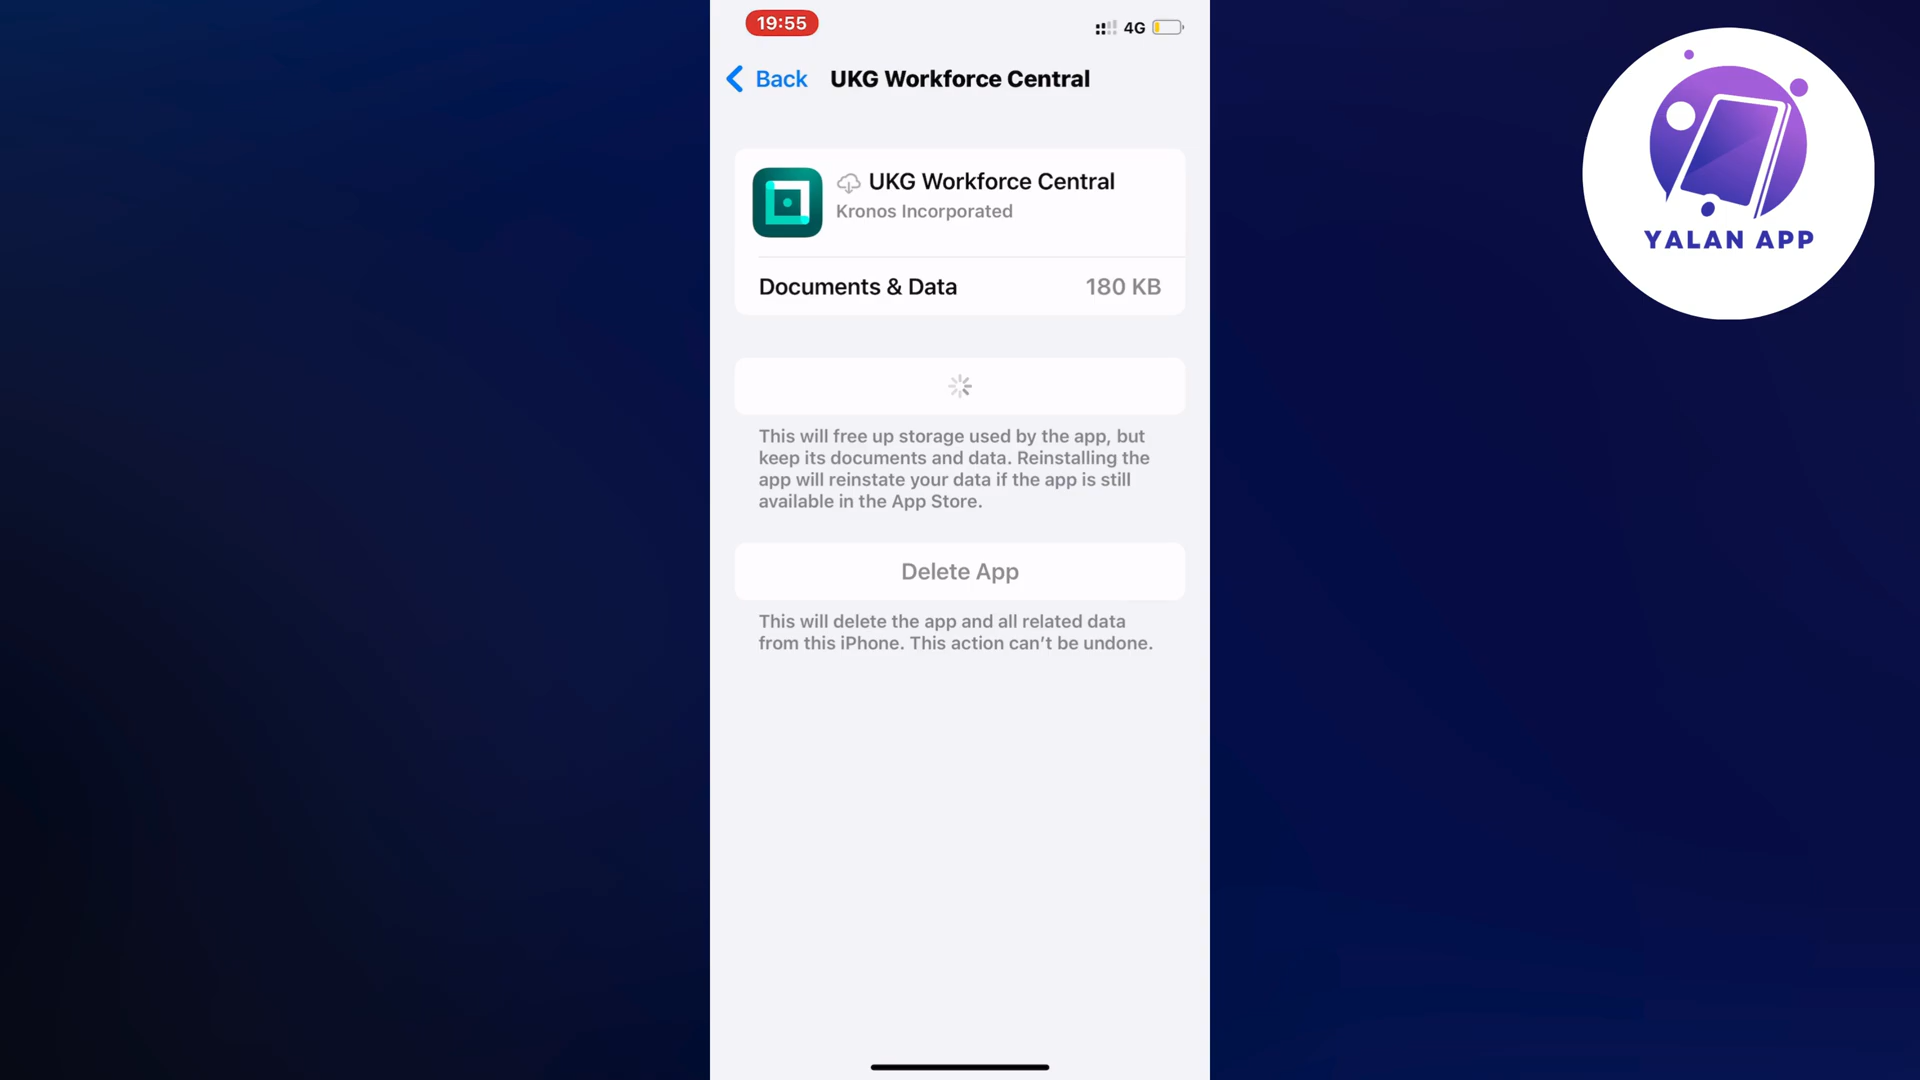 19:55
4G
Back
UKG Workforce Central
YALAN APP
UKG Workforce Central
Kronos Incorporated
Documents & Data 180 KB
This will free up storage used by the app, but
keep its documents and data. Reinstalling the
app will reinstate your data if the app is still
available in the App Store.
Delete App
This will delete the app and all related data
from this iPhone. This action can’t be undone.